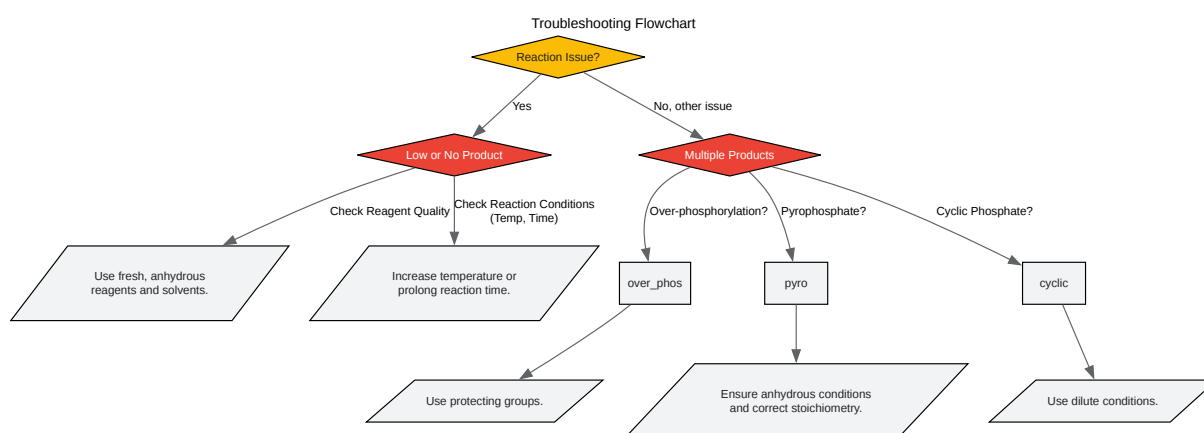 Troubleshooting Flowchart
Reaction Issue?
Yes
No, other issue
Low or No Product
Multiple Products
Check Reagent Quality
Check Reaction Conditions
(Temp, Time)
Over-phosphorylation?
Pyrophosphate?
Cyclic Phosphate?
Use fresh, anhydrous
reagents and solvents.
Increase temperature or
prolong reaction time.
over_phos
pyro
cyclic
Use protecting groups.
Ensure anhydrous conditions
and correct stoichiometry.
Use dilute conditions.